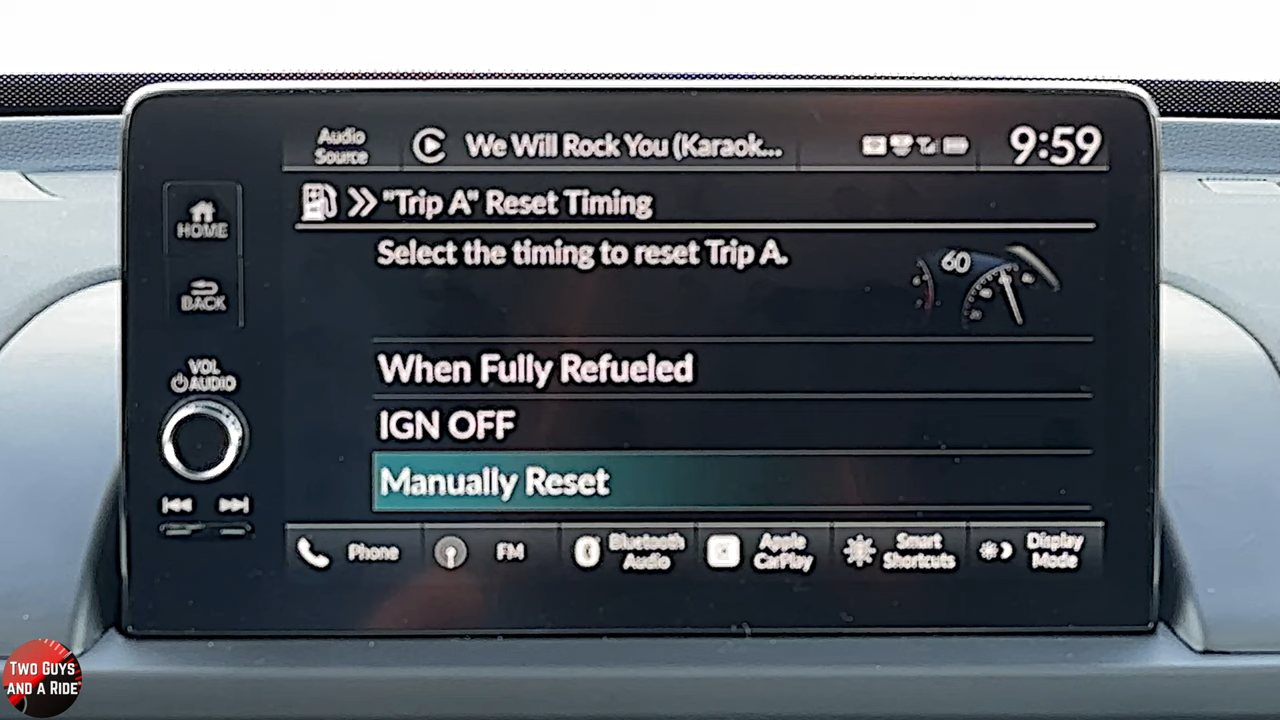 Audio
Source
We Will Rock You (Karaok...
9:59
HOME
"Trip A" Reset Timing
Select the timing to reset Trip A.
60
BACK
When Fully Refueled
VOL
AUDIO
IGN OFF
Manually Reset
Phone
FM
Bluetooth
Audio
Apple
CarPlay
Smart
Shortcuts
Display
Mode
TWO GUYS
AND A RIDE